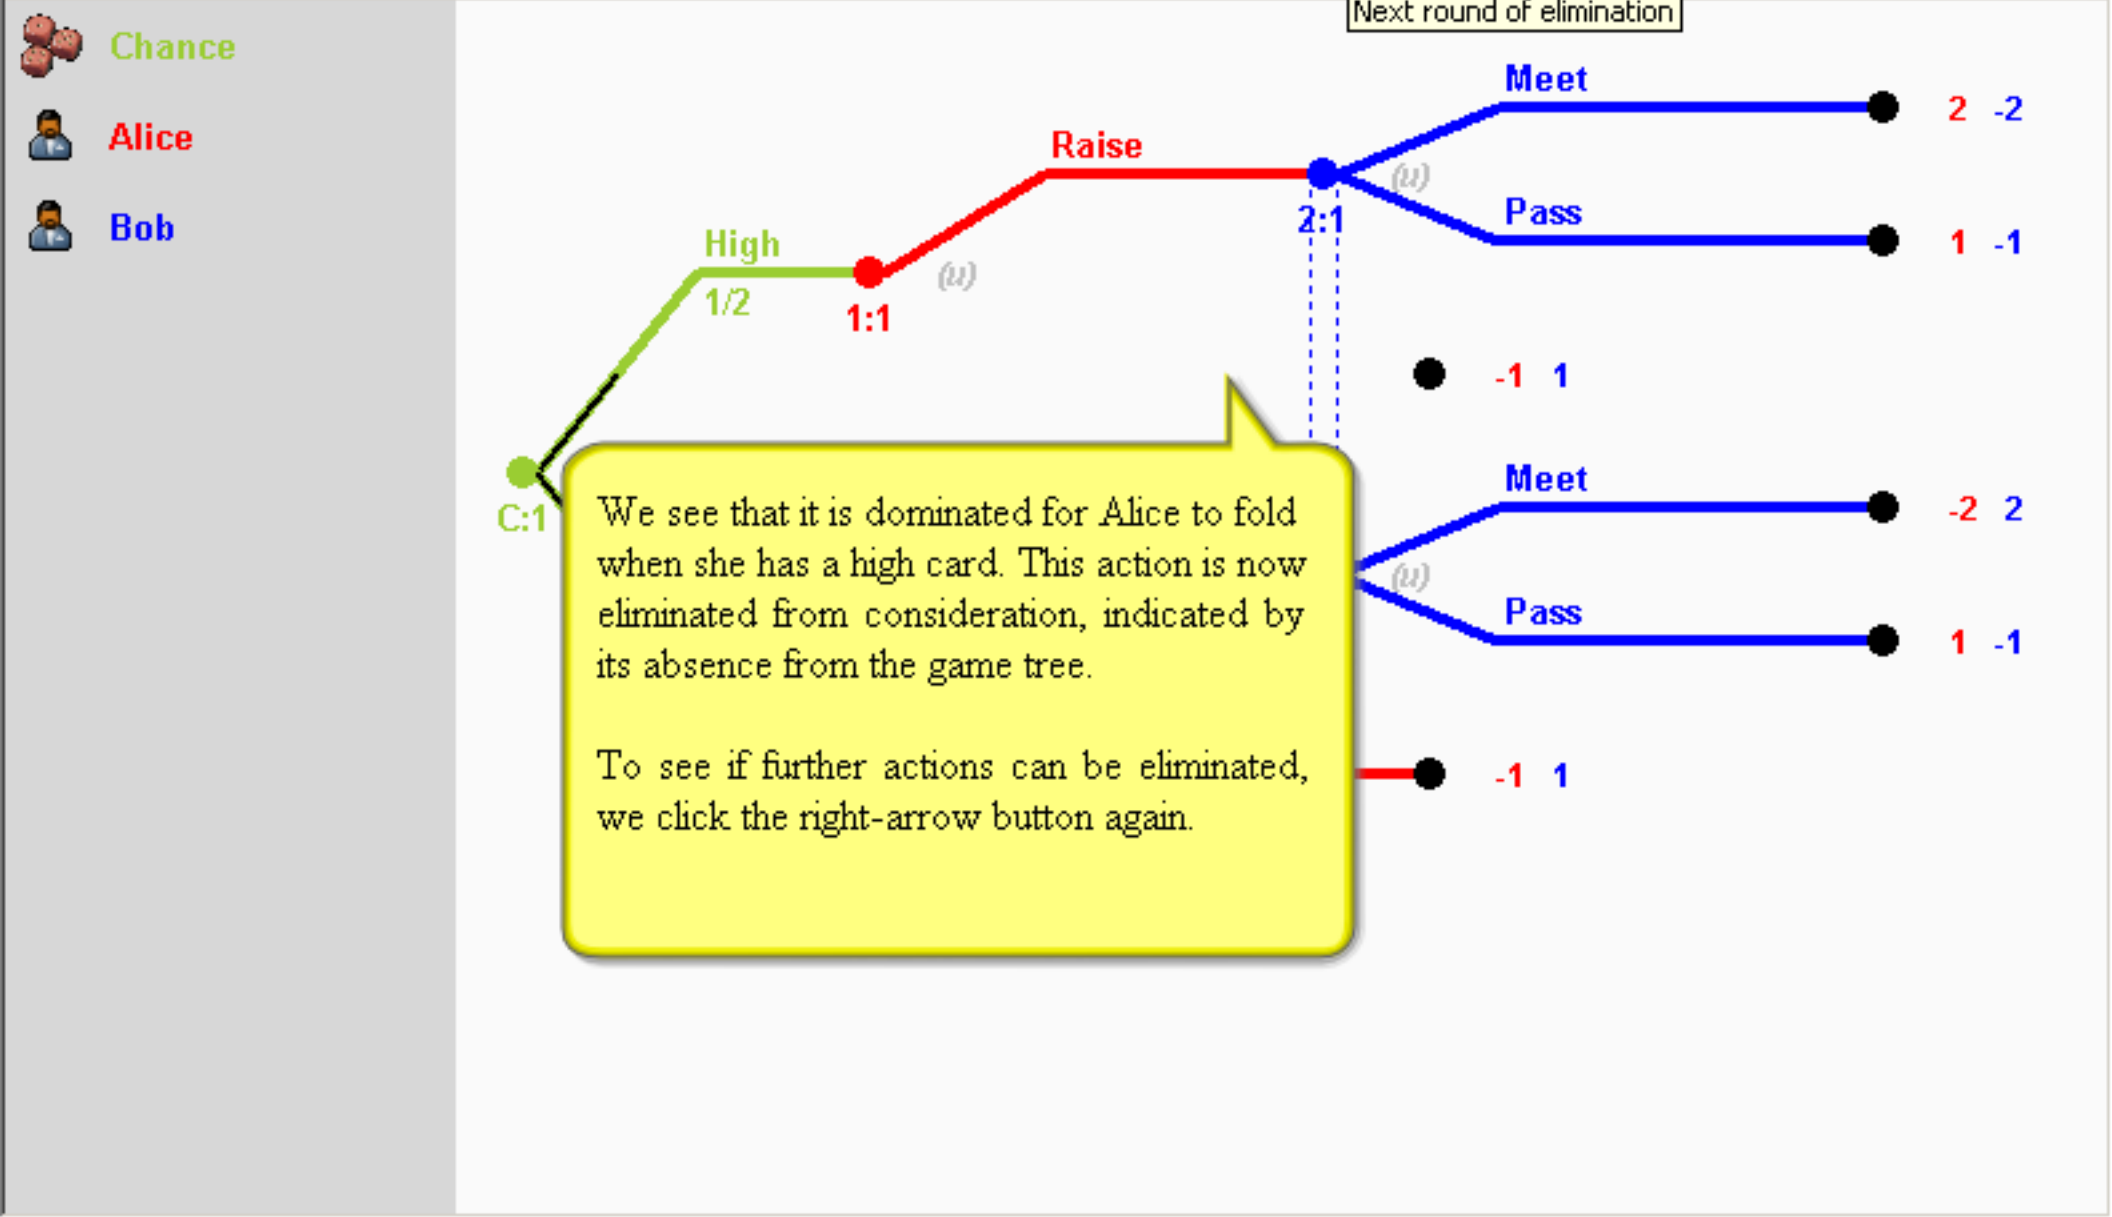 Next round of elimination
Chance
Alice
Bob
Meet
2 -2
Raise
(u)
2:1
Pass
1 -1
High
1/2
(u)
1:1
-1 1
C:1
We see that it is dominated for Alice to fold
when she has a high card. This action is now
eliminated from consideration, indicated by
its absence from the game tree.
To see if further actions can be eliminated,
we click the right-arrow button again.
Meet
-2 2
(u)
Pass
1 -1
-1 1